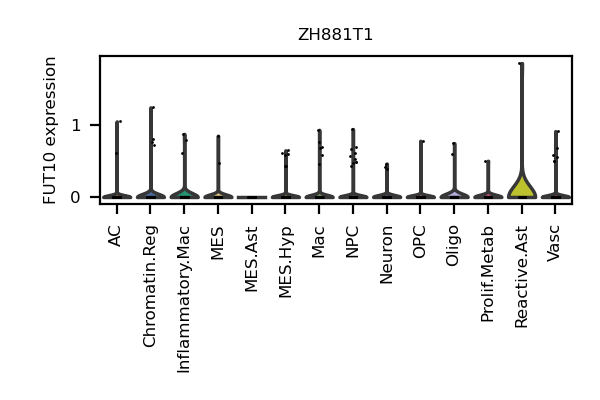 ZH881T1
FUT10 expression
1
0
AC
Chromatin.Reg
Inflammatory.Mac
MES
MES.Ast
MES.Hyp
Mac
NPC
Neuron
OPC
Oligo
Prolif.Metab
Reactive.Ast
Vasc